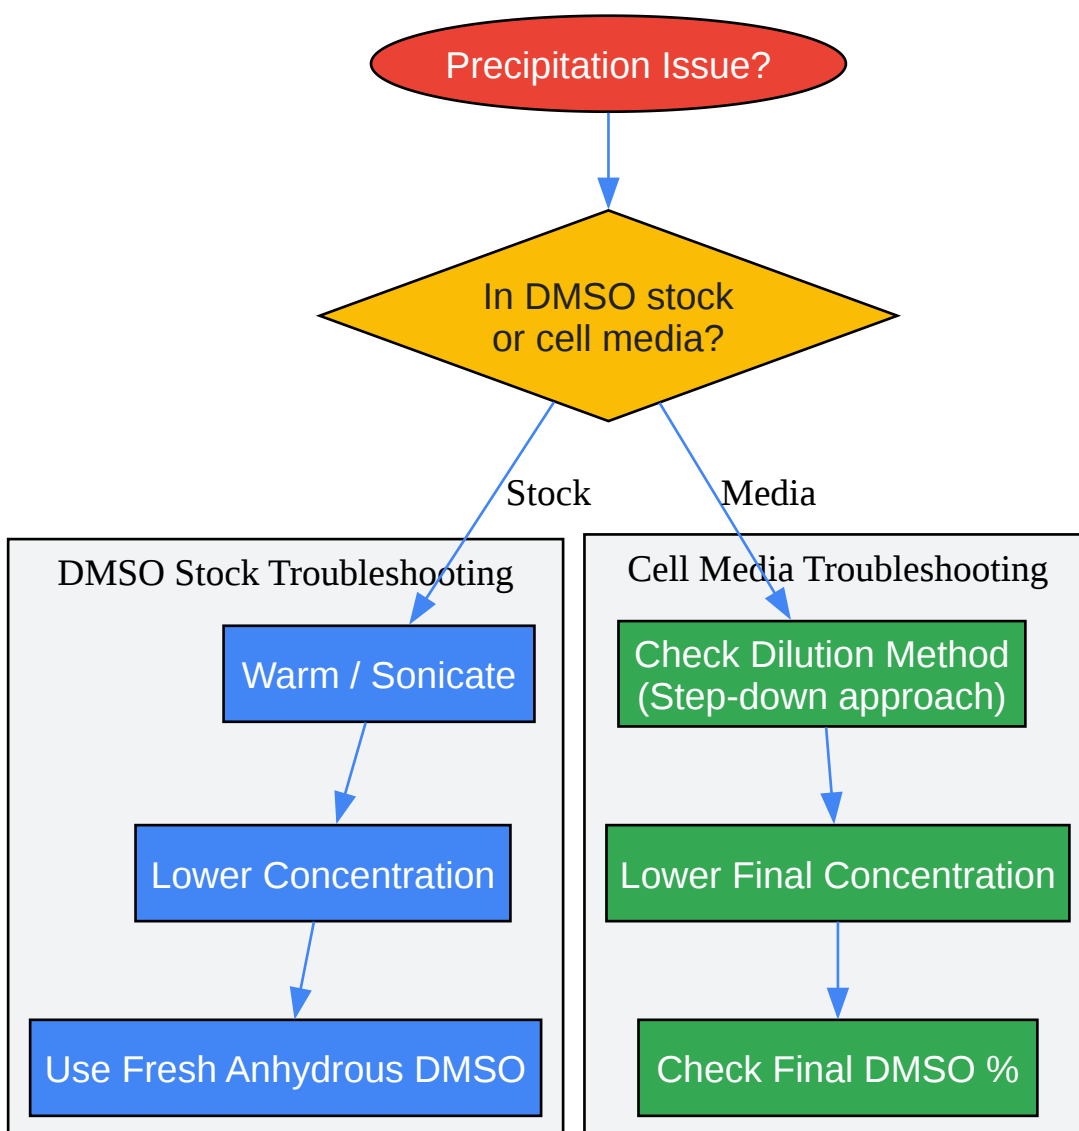 Precipitation Issue?
In DMSO stock
or cell media?
Stock
Media
DMSO Stock Troubleshooting
Warm / Sonicate
Lower Concentration
Use Fresh Anhydrous DMSO
Cell Media Troubleshooting
Check Dilution Method
(Step-down approach)
Lower Final Concentration
Check Final DMSO %